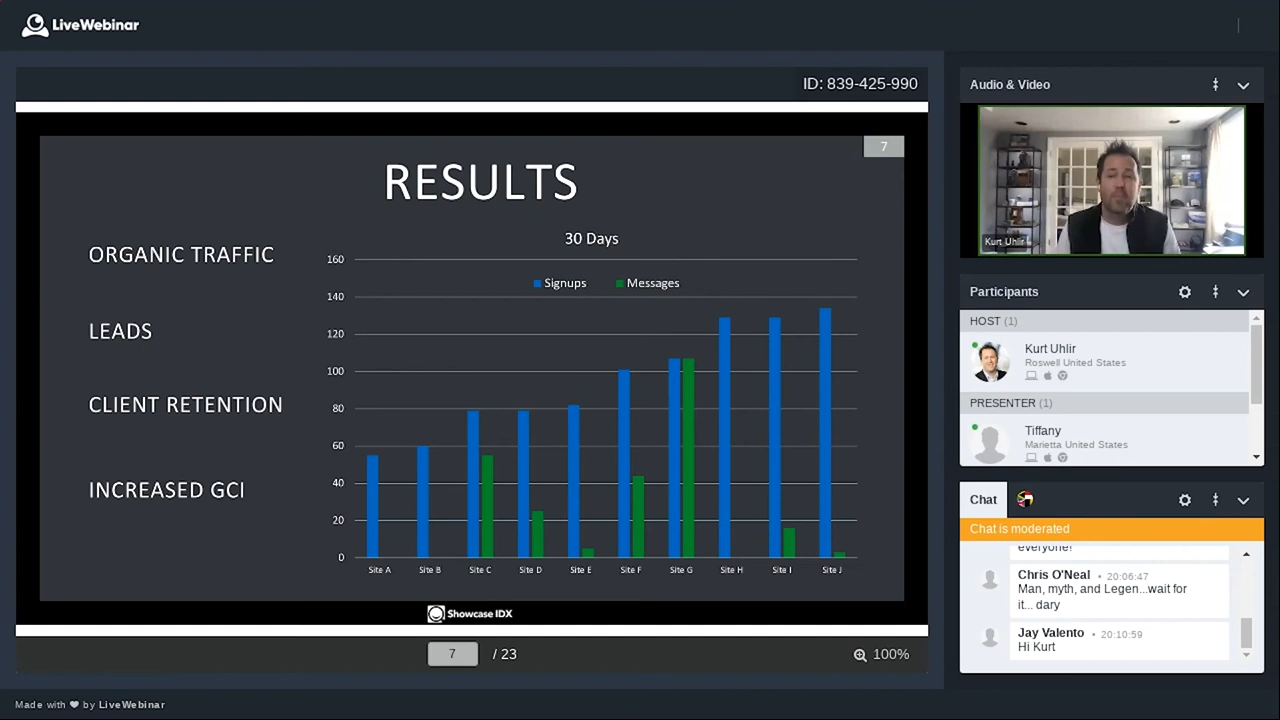 LiveWebinar
ID: 839-425-990
7
RESULTS
ORGANIC TRAFFIC
LEADS
CLIENT RETENTION
INCREASED GCI
30 Days
Signups Messages
160
140
120
100
80
60
40
20
0
Site A Site B Site C Site D Site E Site F Site G Site H Site I Site J
Showcase IDX
7 / 23
100%
Made with by LiveWebinar
Audio & Video
Kurt Uhlir
Participants
HOST (1)
Kurt Uhlir
Roswell United States
PRESENTER (1)
Tiffany
Marietta United States
Chat
Chat is moderated
everyone!
Chris O'Neal • 20:06:47
Man, myth, and Legen...wait for
it... dary
Jay Valento • 20:10:59
Hi Kurt